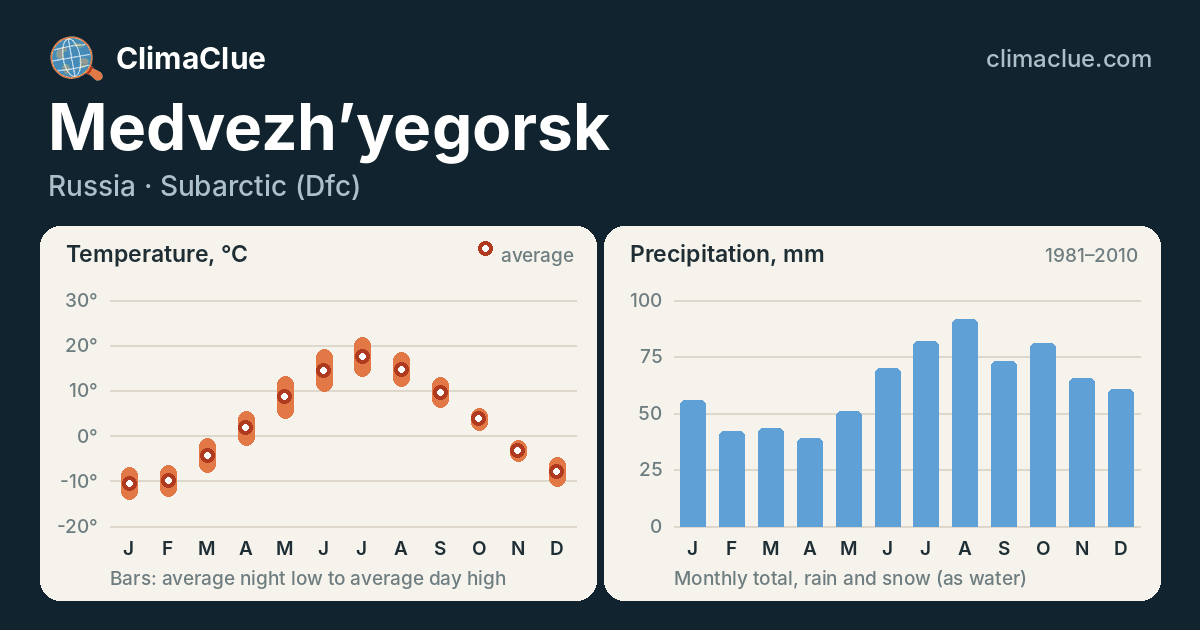 ClimaClue
climaclue.com
Medvezh’yegorsk
Russia · Subarctic (Dfc)
Temperature, °C
average
30°
20°
10°
0°
-10°
-20°
J F M A M J J A S O N D
Bars: average night low to average day high
Precipitation, mm
1981–2010
100
75
50
25
0
J F M A M J J A S O N D
Monthly total, rain and snow (as water)